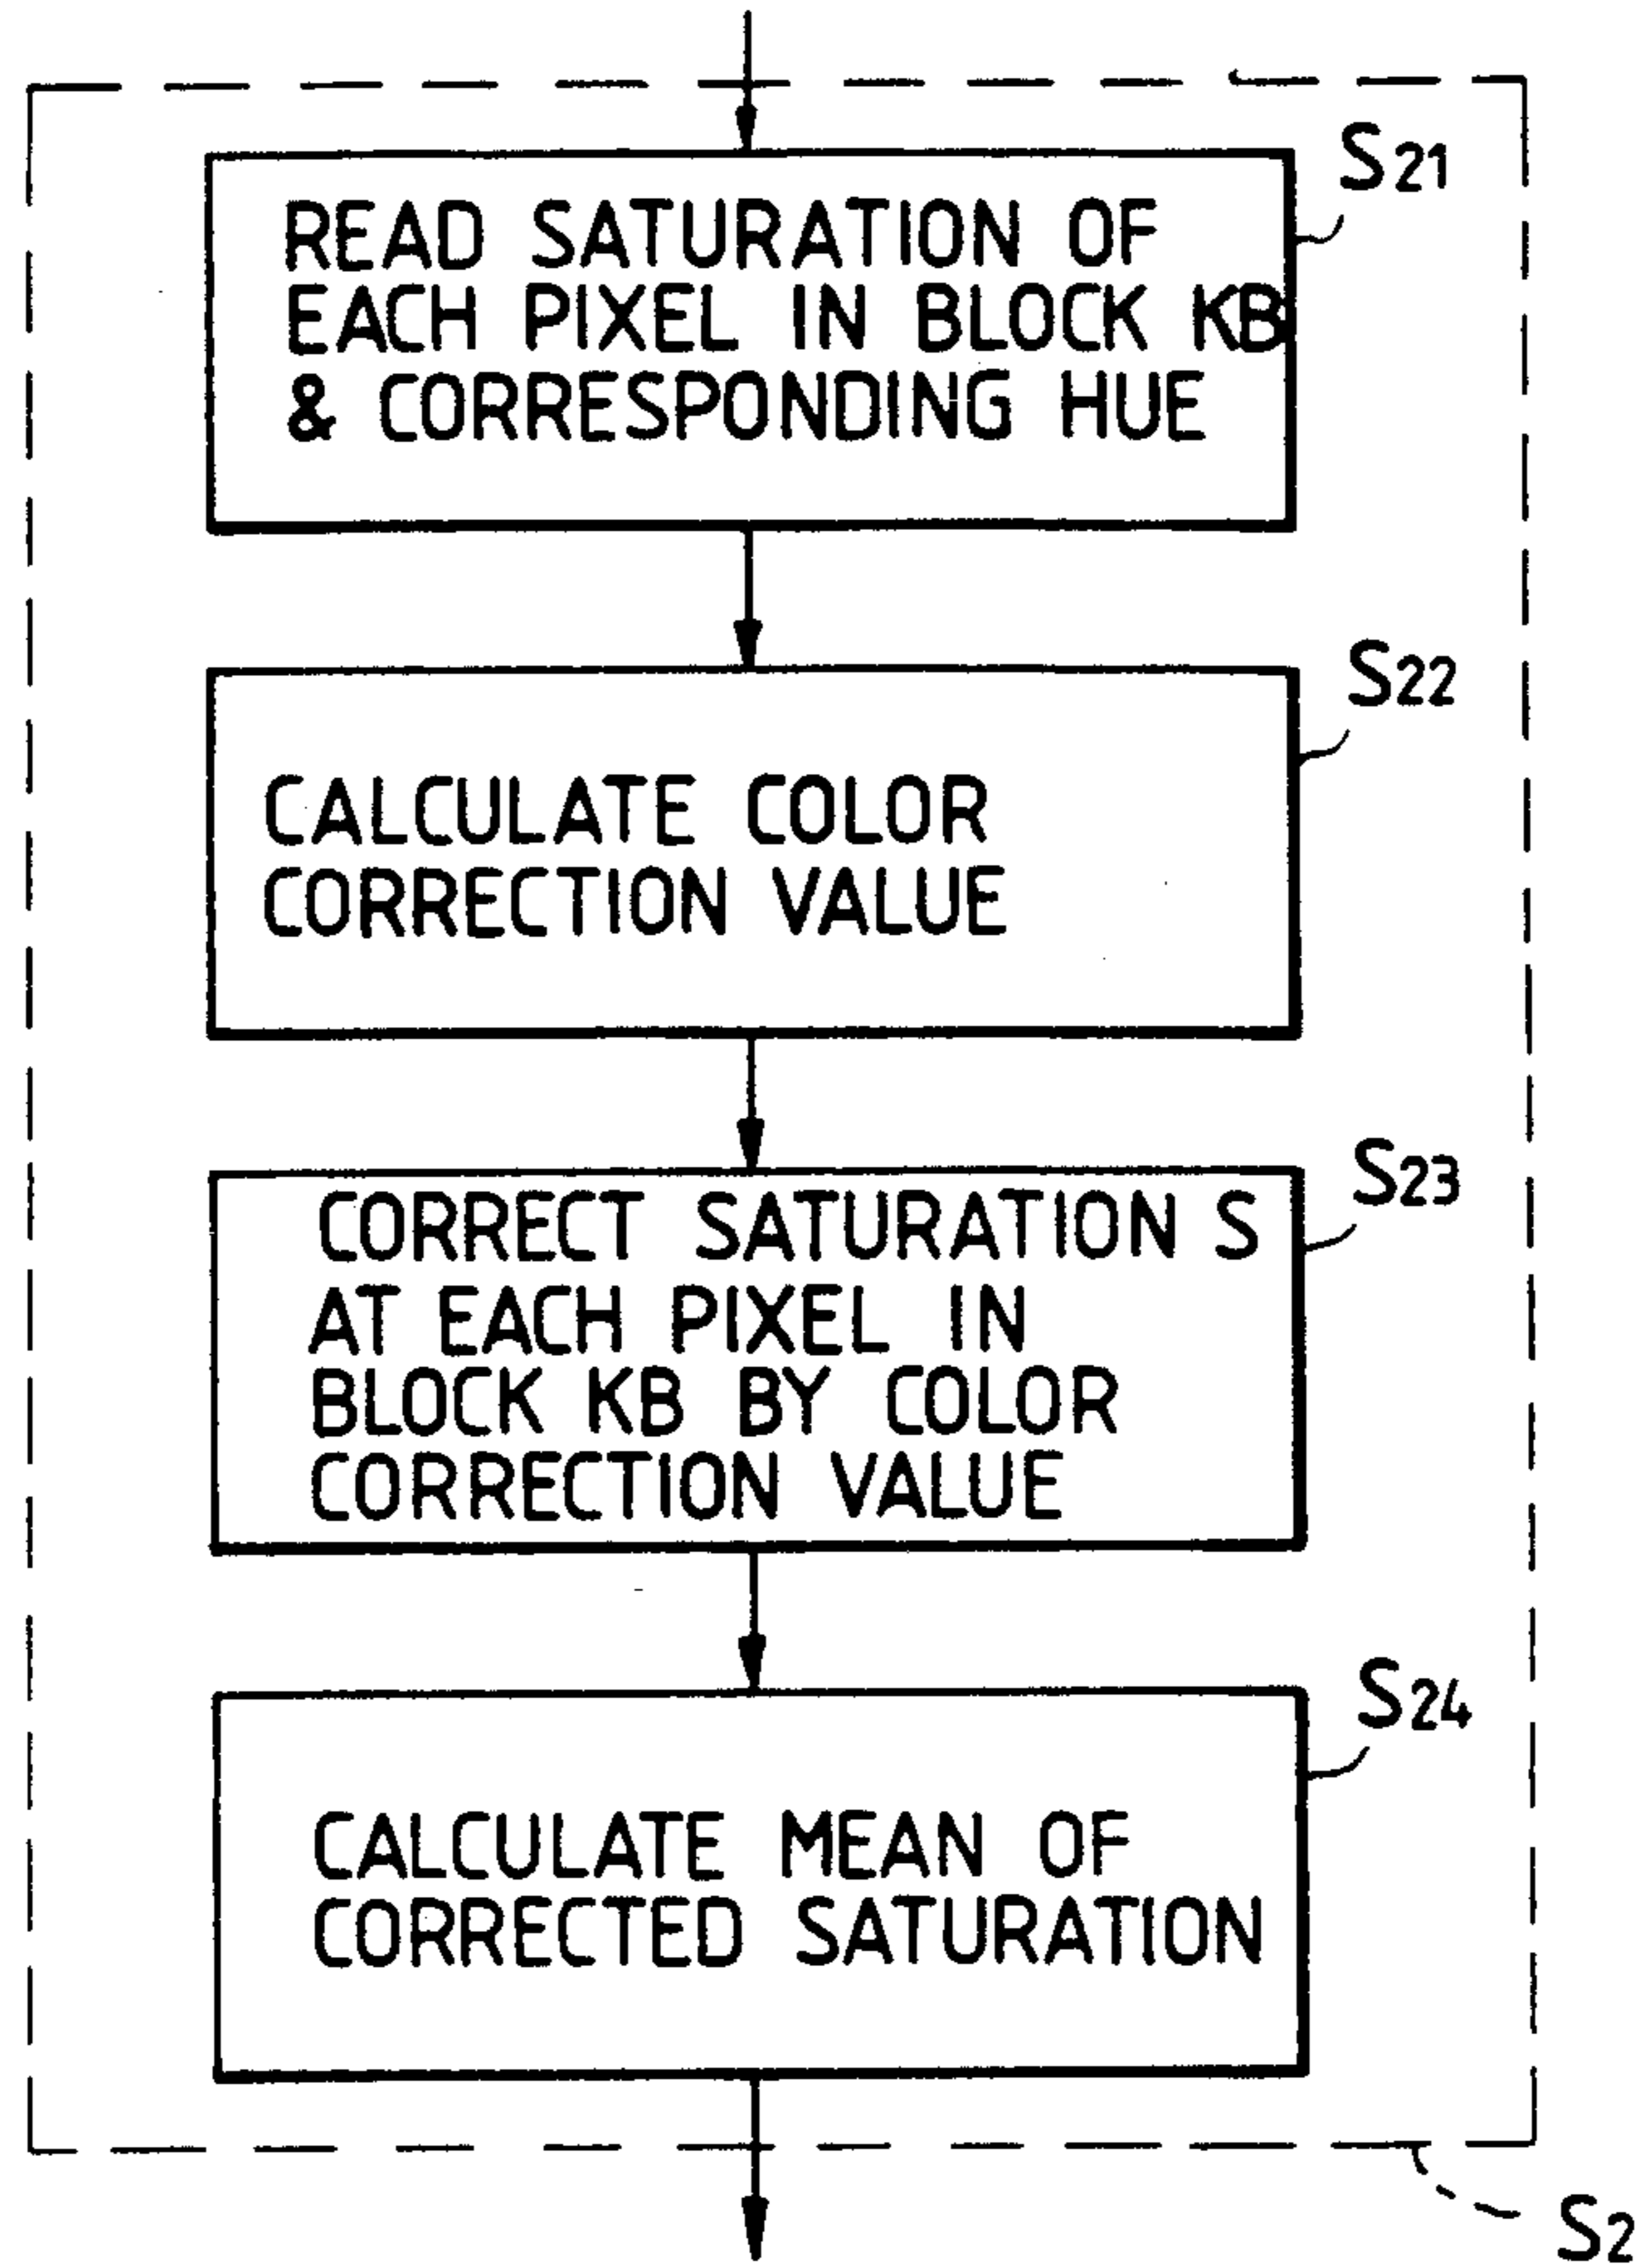 S21
READ SATURATION OF
EACH PIXEL IN BLOCK KB
& CORRESPONDING HUE
S22
CALCULATE COLOR
CORRECTION VALUE
S23
CORRECT SATURATION S
AT EACH PIXEL IN
BLOCK KB BY COLOR
CORRECTION VALUE
S24
CALCULATE MEAN OF
CORRECTED SATURATION
S2